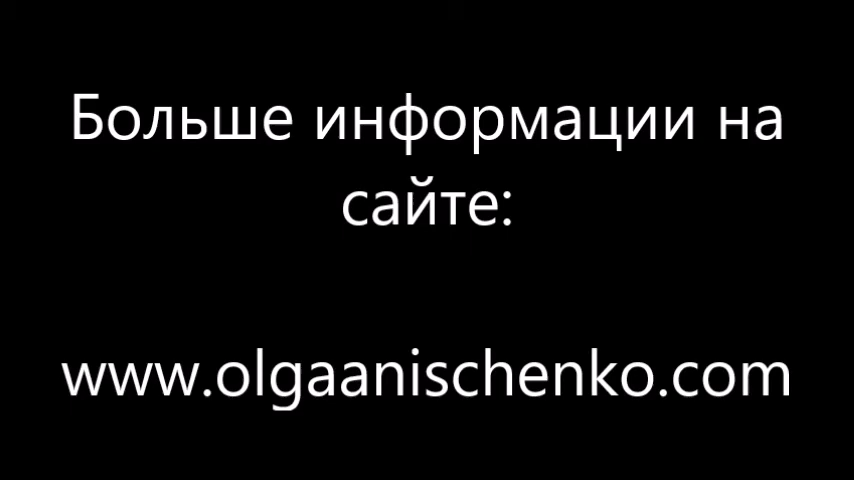 Больше информации на
сайте:
www.olgaanischenko.com